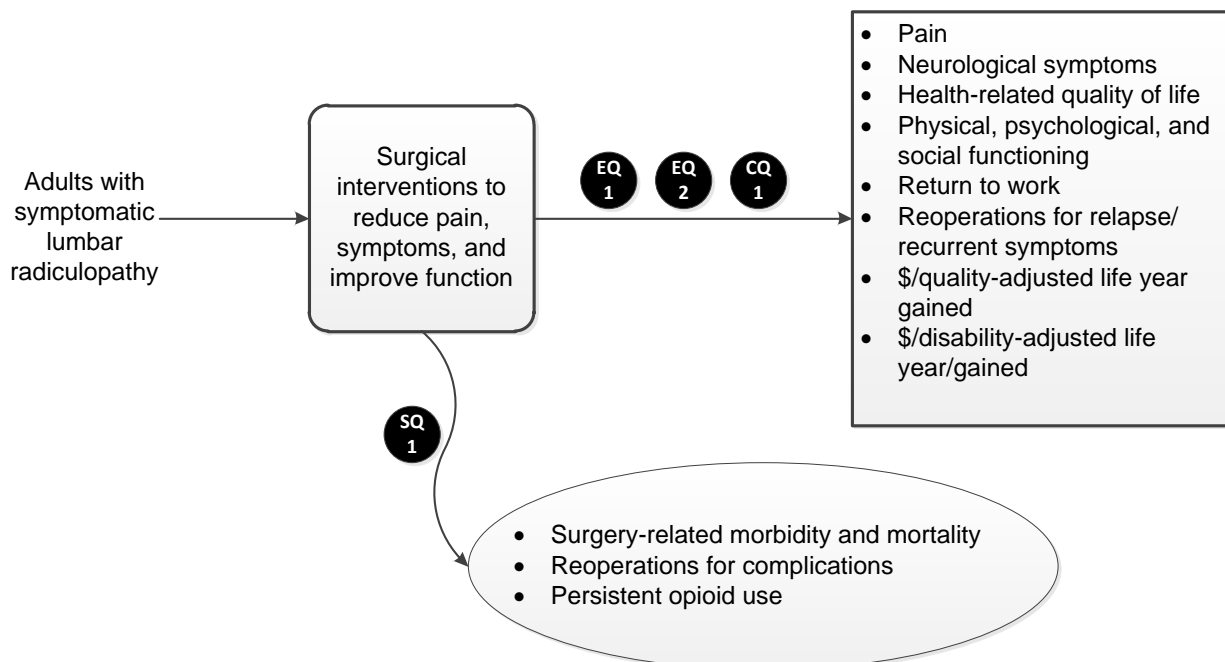 Adults with
symptomatic
lumbar
radiculopathy
Surgical
interventions to
reduce pain,
symptoms, and
improve function
EQ
1
EQ
2
CQ
1
• Pain
• Neurological symptoms
• Health-related quality of life
• Physical, psychological, and
social functioning
• Return to work
• Reoperations for relapse/
recurrent symptoms
• $/quality-adjusted life year
gained
• $/disability-adjusted life
year/gained
SQ
1
• Surgery-related morbidity and mortality
• Reoperations for complications
• Persistent opioid use